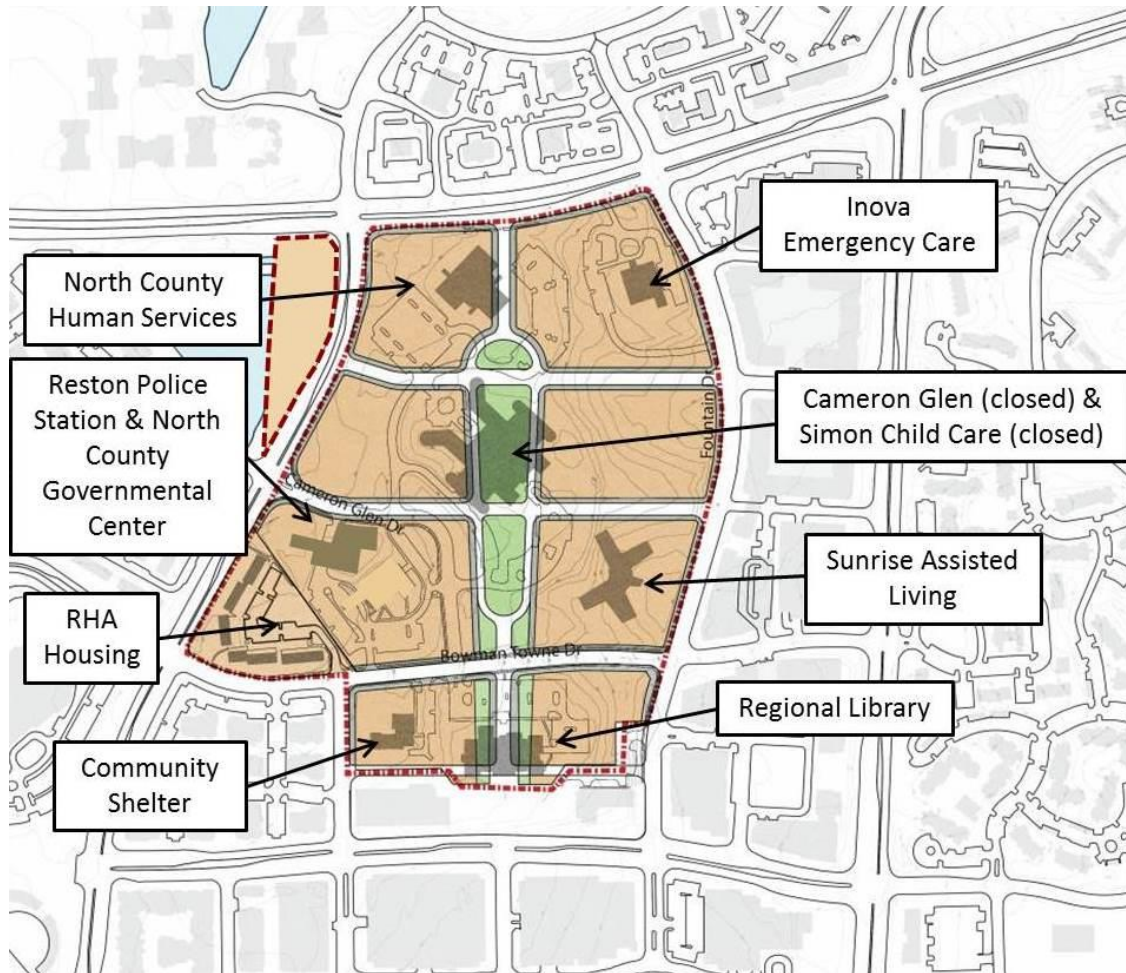 Inova
Emergency Care
North County
Human Services
Reston Police
Station & North
County
Governmental
Center
Cameron Glen (closed) &
Simon Child Care (closed)
Fountain Dr
Cameron Glen Dr
Sunrise Assisted
Living
RHA
Housing
Bowman Towne Dr
Regional Library
Community
Shelter